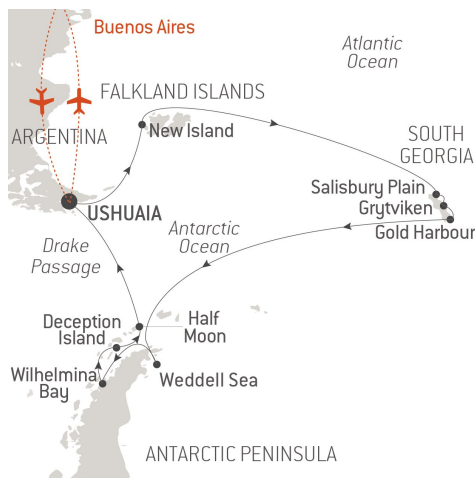 Buenos Aires
Atlantic
Ocean
FALKLAND ISLANDS
ARGENTINA
New Island
SOUTH
GEORGIA
Salisbury Plain
Grytviken
Gold Harbour
USHUAIA
Antarctic
Ocean
Drake
Passage
Half
Moon
Deception
Island
Wilhelmina
Bay
Weddell Sea
ANTARCTIC PENINSULA